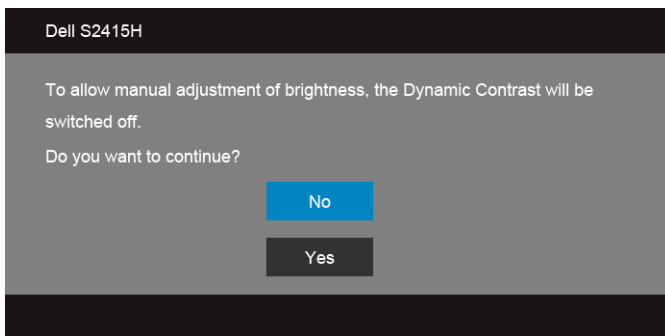 Dell S2415H
To allow manual adjustment of brightness, the Dynamic Contrast will be
switched off.
Do you want to continue?
No
Yes